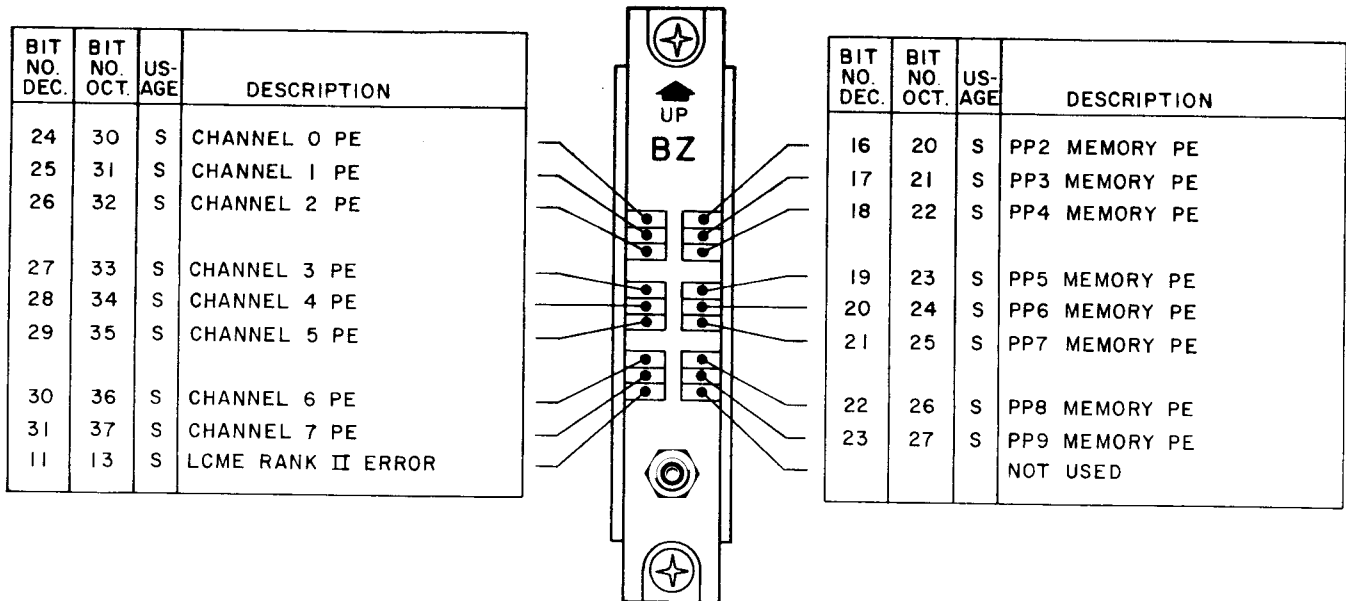 BIT NO. DEC. BIT NO. OCT. US-AGE DESCRIPTION
24 30 S CHANNEL 0 PE
25 31 S CHANNEL 1 PE
26 32 S CHANNEL 2 PE
27 33 S CHANNEL 3 PE
28 34 S CHANNEL 4 PE
29 35 S CHANNEL 5 PE
30 36 S CHANNEL 6 PE
31 37 S CHANNEL 7 PE
11 13 S LCME RANK II ERROR
UP
BZ
BIT NO. DEC. BIT NO. OCT. US-AGE DESCRIPTION
16 20 S PP2 MEMORY PE
17 21 S PP3 MEMORY PE
18 22 S PP4 MEMORY PE
19 23 S PP5 MEMORY PE
20 24 S PP6 MEMORY PE
21 25 S PP7 MEMORY PE
22 26 S PP8 MEMORY PE
23 27 S PP9 MEMORY PE
NOT USED